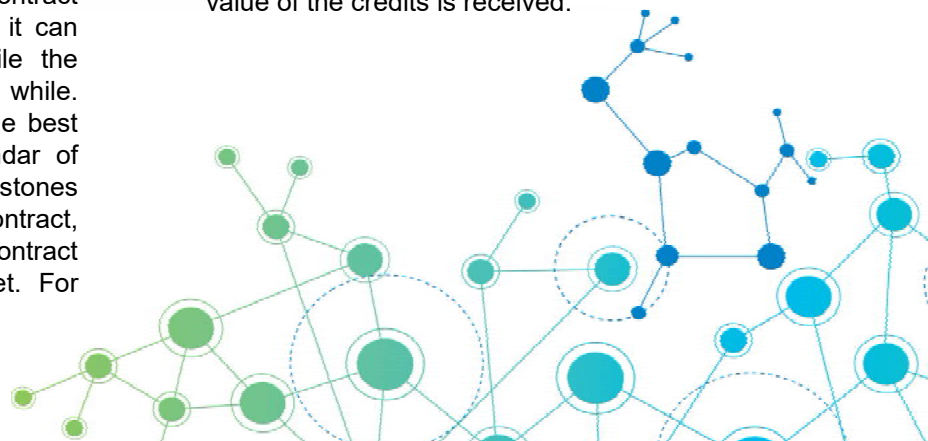 ontract
it can
ile the
while.
e best
ndar of
stones
ontract,
ontract
et. For
value of the credits is received.